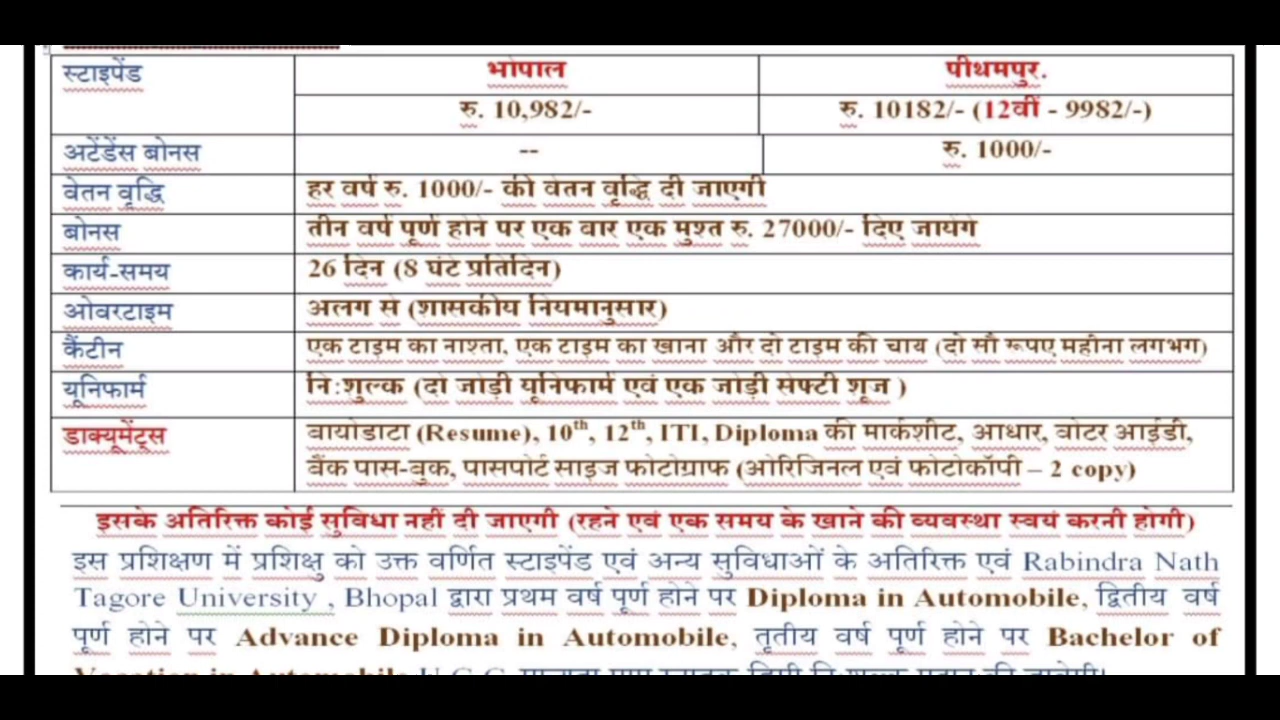 स्टाइपेंड भोपाल पीथमपुर.
रु. 10,982/- रु. 10182/- (12वीं - 9982/-)
अटेंडेंस बोनस -- रु. 1000/-
वेतन वृद्धि हर वर्ष रु. 1000/- की वेतन वृद्धि दी जाएगी
बोनस तीन वर्ष पूर्ण होने पर एक बार एक मुश्त रु. 27000/- दिए जायेंगे
कार्य-समय 26 दिन (8 घंटे प्रतिदिन)
ओवरटाइम अलग से (शासकीय नियमानुसार)
कैंटीन एक टाइम का नाश्ता, एक टाइम का खाना और दो टाइम की चाय (दो सौ रूपए महीना लगभग)
यूनिफार्म नि:शुल्क (दो जोड़ी यूनिफार्म एवं एक जोड़ी सेफ्टी शूज )
डाक्यूमेंट्स बायोडाटा (Resume), 10th, 12th, ITI, Diploma की मार्कशीट, आधार, वोटर आईडी,
बैंक पास-बुक, पासपोर्ट साइज फोटोग्राफ (ओरिजिनल एवं फोटोकॉपी – 2 copy)
इसके अतिरिक्त कोई सुविधा नहीं दी जाएगी (रहने एवं एक समय के खाने की व्यवस्था स्वयं करनी होगी)
इस प्रशिक्षण में प्रशिक्षु को उक्त वर्णित स्टाइपेंड एवं अन्य सुविधाओं के अतिरिक्त एवं Rabindra Nath
Tagore University , Bhopal द्वारा प्रथम वर्ष पूर्ण होने पर Diploma in Automobile, द्वितीय वर्ष
पूर्ण होने पर Advance Diploma in Automobile, तृतीय वर्ष पूर्ण होने पर Bachelor of